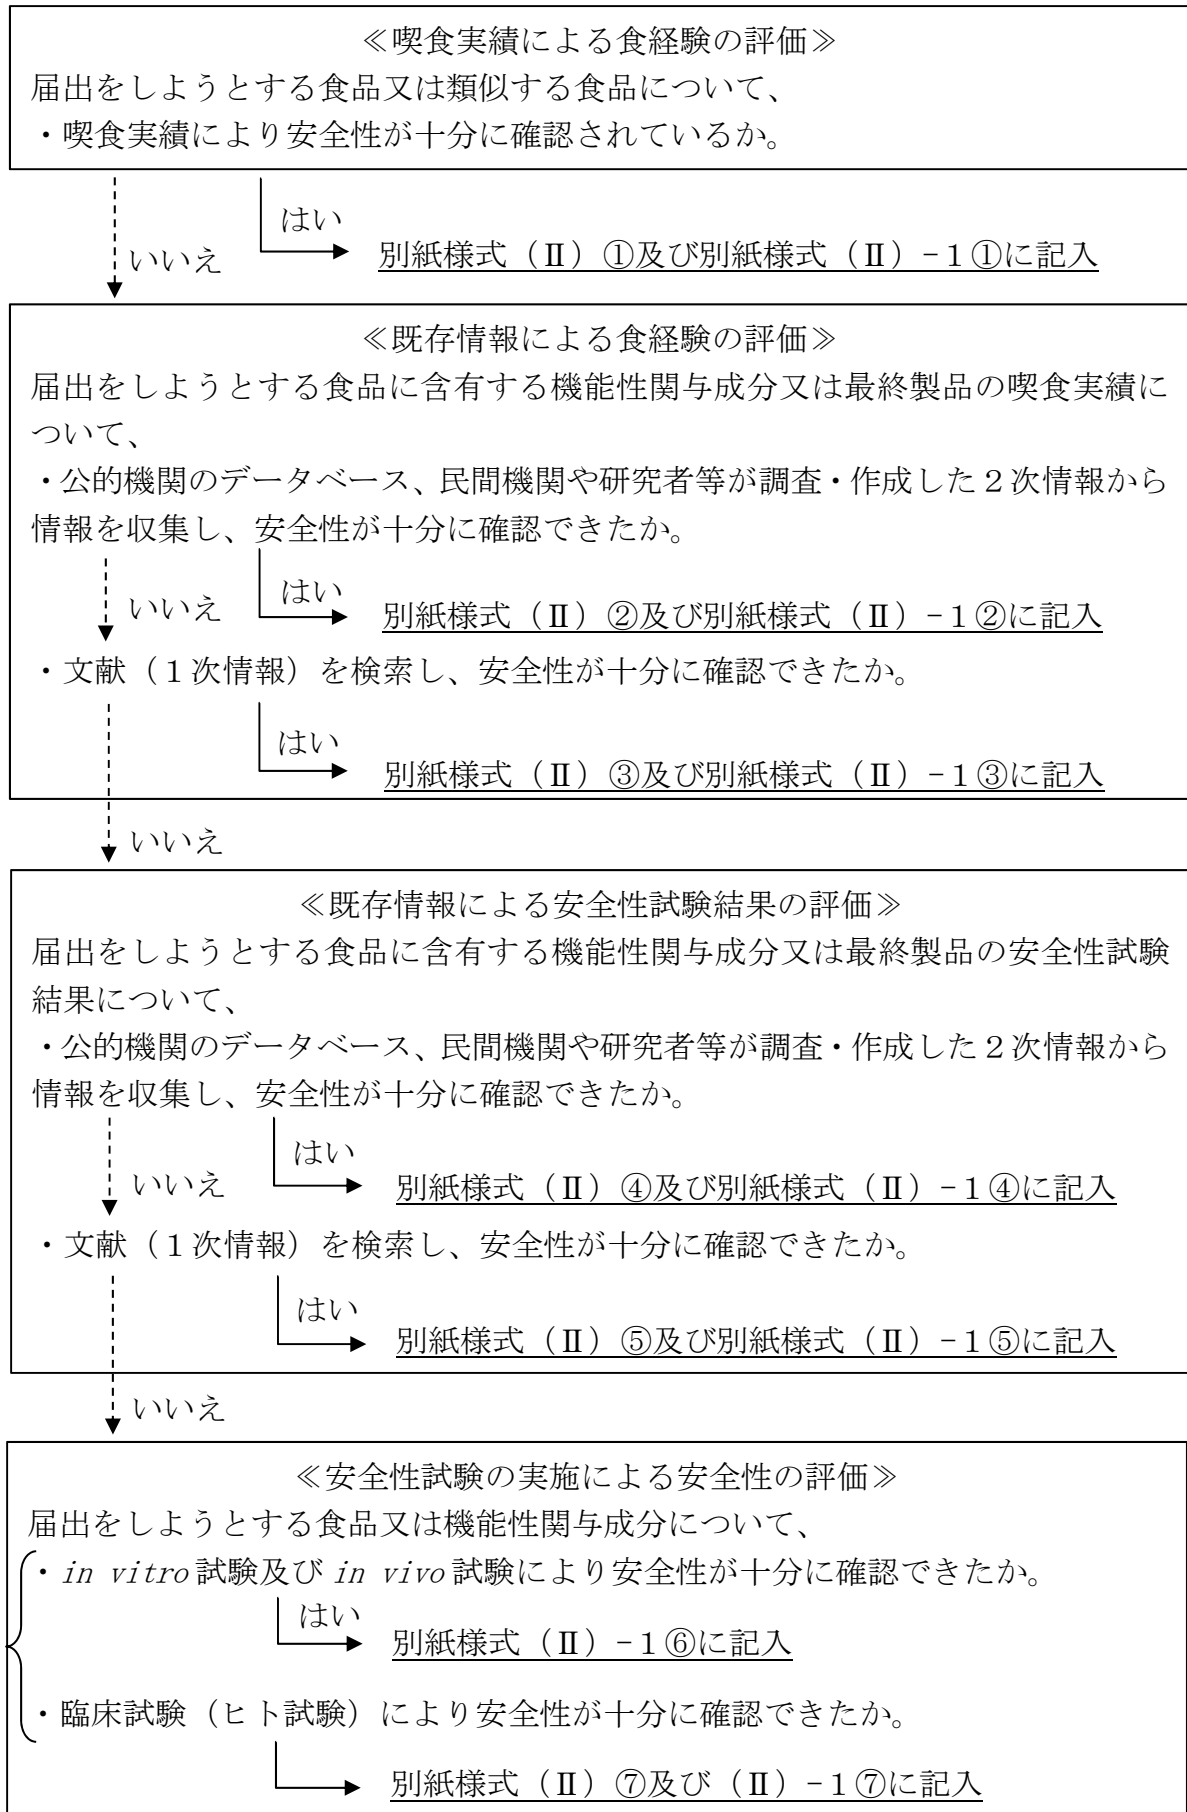 ≪喫食実績による食経験の評価≫
届出をしようとする食品又は類似する食品について、
・喫食実績により安全性が十分に確認されているか。
はい
いいえ
別紙様式（Ⅱ）①及び別紙様式（Ⅱ）-１①に記入
≪既存情報による食経験の評価≫
届出をしようとする食品に含有する機能性関与成分又は最終製品の喫食実績に
ついて、
・公的機関のデータベース、民間機関や研究者等が調査・作成した２次情報から
情報を収集し、安全性が十分に確認できたか。
はい
いいえ
別紙様式（Ⅱ）②及び別紙様式（Ⅱ）-１②に記入
・文献（１次情報）を検索し、安全性が十分に確認できたか。
はい
別紙様式（Ⅱ）③及び別紙様式（Ⅱ）-１③に記入
いいえ
≪既存情報による安全性試験結果の評価≫
届出をしようとする食品に含有する機能性関与成分又は最終製品の安全性試験
結果について、
・公的機関のデータベース、民間機関や研究者等が調査・作成した２次情報から
情報を収集し、安全性が十分に確認できたか。
はい
いいえ
別紙様式（Ⅱ）④及び別紙様式（Ⅱ）-１④に記入
・文献（１次情報）を検索し、安全性が十分に確認できたか。
はい
別紙様式（Ⅱ）⑤及び別紙様式（Ⅱ）-１⑤に記入
いいえ
≪安全性試験の実施による安全性の評価≫
届出をしようとする食品又は機能性関与成分について、
・in vitro 試験及び in vivo 試験により安全性が十分に確認できたか。
はい
別紙様式（Ⅱ）-１⑥に記入
・臨床試験（ヒト試験）により安全性が十分に確認できたか。
別紙様式（Ⅱ）⑦及び（Ⅱ）-１⑦に記入